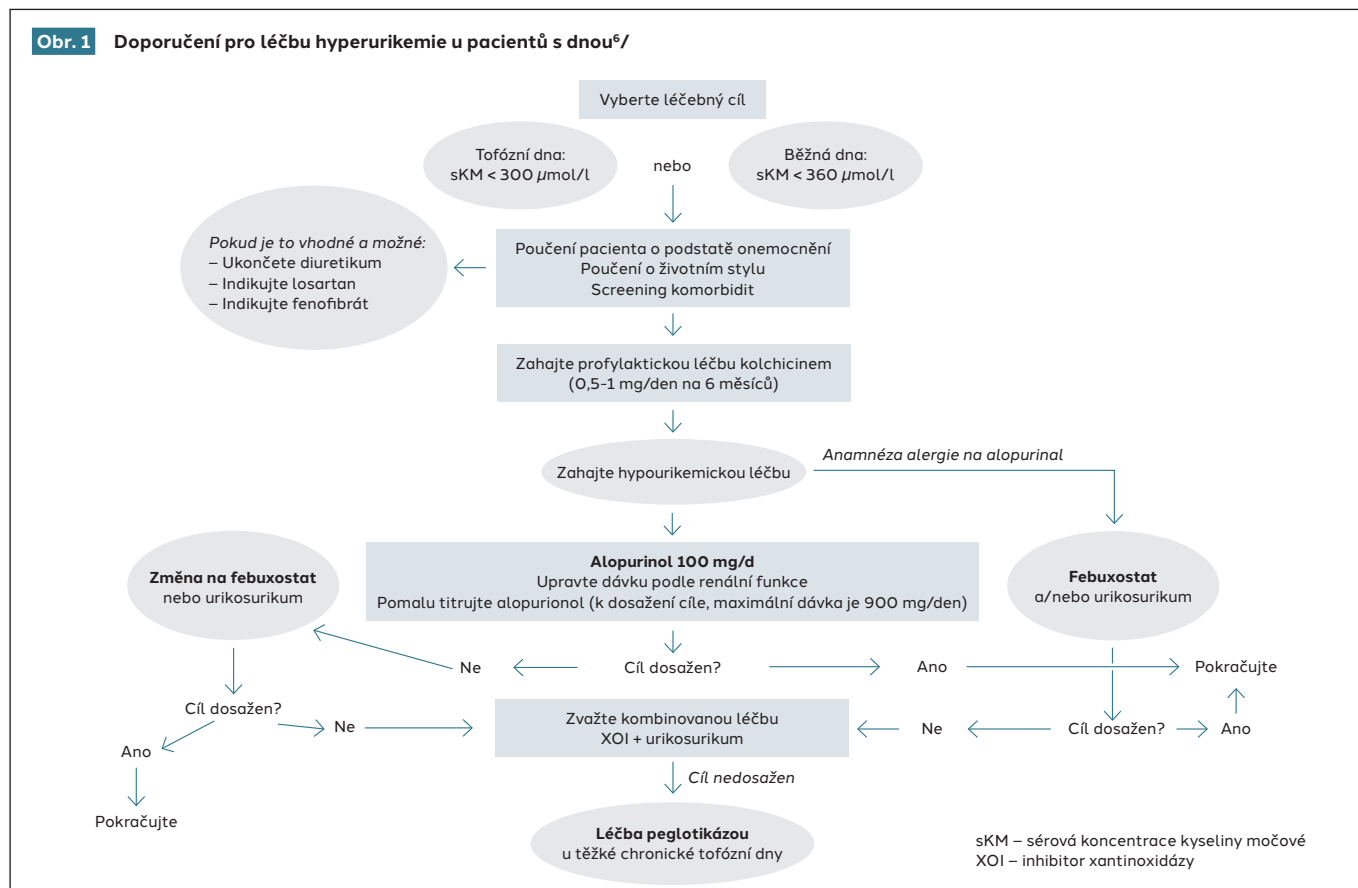 Obr. 1 Doporučení pro léčbu hyperurikemie u pacientů s dnou⁶/
Vyberte léčebný cíl
Tofózní dna:
sKM < 300 µmol/l
nebo
Běžná dna:
sKM < 360 µmol/l
Pokud je to vhodné a možné:
– Ukončete diuretikum
– Indikujte losartan
– Indikujte fenofibrát
Poučení pacienta o podstatě onemocnění
Poučení o životním stylu
Screening komorbidit
Zahajte profylaktickou léčbu kolchicinem
(0,5-1 mg/den na 6 měsíců)
Zahajte hypourikemickou léčbu
Anamnéza alergie na alopurinal
Změna na febuxostat
nebo urikosurikum
Alopurinol 100 mg/d
Upravte dávku podle renální funkce
Pomalu titrujte alopurionol (k dosažení cíle, maximální dávka je 900 mg/den)
Febuxostat
a/nebo urikosurikum
Ne
Cíl dosažen?
Ano
Pokračujte
Cíl dosažen?
Ne
Ano
Pokračujte
Zvažte kombinovanou léčbu
XOI + urikosurikum
Ne
Cíl dosažen?
Ano
Cíl nedosažen
Léčba peglotikázou
u těžké chronické tofózní dny
sKM – sérová koncentrace kyseliny močové
XOI – inhibitor xantinoxidázy